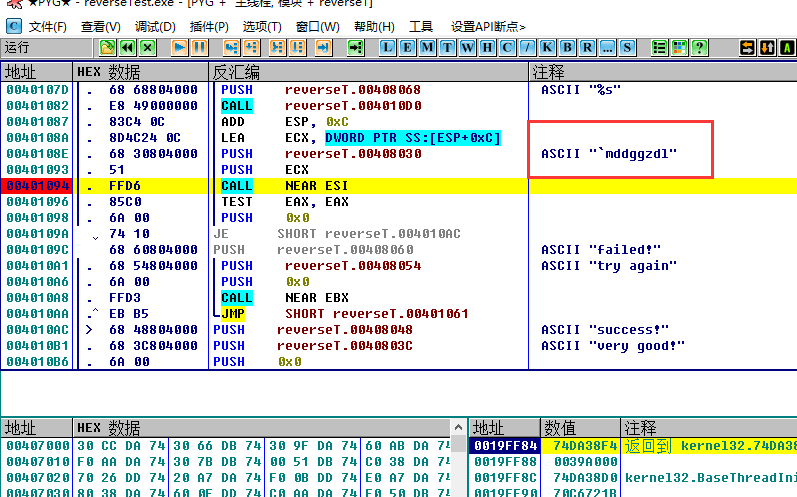 ★PYG★ - reverseTest.exe - [PYG + 主线程, 模块 + reverseT]
C 文件(F) 查看(V) 调试(D) 插件(P) 选项(T) 窗口(W) 帮助(H) 工具 设置API断点>
运行 L E M T W H C / K B R ... S ? A
地址 HEX 数据 反汇编 注释
0040107D . 68 68804000 PUSH reverseT.00408068 ASCII "%s"
00401082 . E8 49000000 CALL reverseT.004010D0
00401087 . 83C4 0C ADD ESP, 0xC
0040108A . 8D4C24 0C LEA ECX, DWORD PTR SS:[ESP+0xC]
0040108E . 68 30804000 PUSH reverseT.00408030 ASCII "`mddggzdl"
00401093 . 51 PUSH ECX
00401094 . FFD6 CALL NEAR ESI
00401096 . 85C0 TEST EAX, EAX
00401098 . 6A 00 PUSH 0x0
0040109A 74 10 JE SHORT reverseT.004010AC
0040109C 68 60804000 PUSH reverseT.00408060 ASCII "failed!"
004010A1 . 68 54804000 PUSH reverseT.00408054 ASCII "try again"
004010A6 . 6A 00 PUSH 0x0
004010A8 . FFD3 CALL NEAR EBX
004010AA .^ EB B5 JMP SHORT reverseT.00401061
004010AC > 68 48804000 PUSH reverseT.00408048 ASCII "success!"
004010B1 . 68 3C804000 PUSH reverseT.0040803C ASCII "very good!"
004010B6 . 6A 00 PUSH 0x0
地址 HEX 数据 地址 数值 注释
00407000 30 CC DA 74 30 66 DB 74 30 9F DA 74 60 AB DA 7 0019FF84 74DA38F4 返回到 kernel32.74DA
00407010 F0 AA DA 74 30 7B DB 74 00 51 DB 74 C0 38 DA 7 0019FF88 0039A000
00407020 70 26 DD 74 20 A7 DA 74 F0 0B DD 74 E0 A7 DA 7 0019FF8C 74DA38D0 kernel32.BaseThreadIni
00407030 80 38 DA 74 60 0F DD 74 C0 AA DA 74 F0 50 DB 7 0019FF90 70C6721B